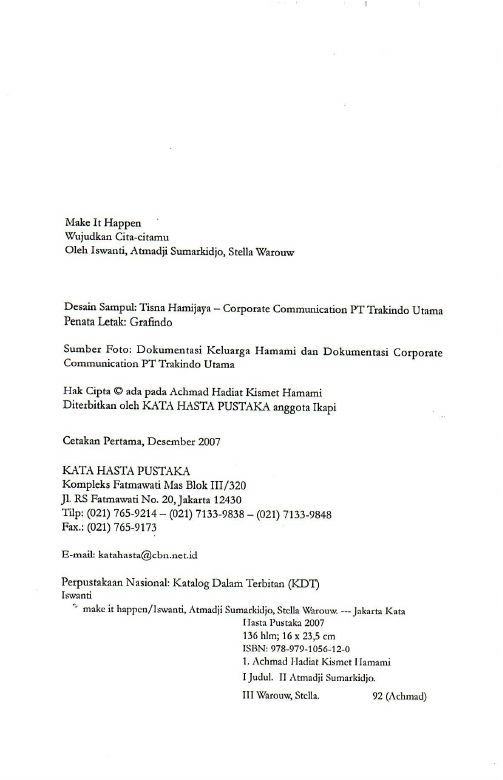 Make It Happen
Wujudkan Cita-citamu
Oleh Iswanti, Atmadji Sumarkidjo, Stella Warouw
Desain Sampul: Tisna Hamijaya – Corporate Communication PT Trakindo Utama
Penata Letak: Grafindo
Sumber Foto: Dokumentasi Keluarga Hamami dan Dokumentasi Corporate
Communication PT Trakindo Utama
Hak Cipta © ada pada Achmad Hadiat Kismet Hamami
Diterbitkan oleh KATA HASTA PUSTAKA anggota Ikapi
Cetakan Pertama, Desember 2007
KATA HASTA PUSTAKA
Kompleks Fatmawati Mas Blok III/320
Jl. RS Fatmawati No. 20, Jakarta 12430
Tilp: (021) 765-9214 – (021) 7133-9838 – (021) 7133-9848
Fax.: (021) 765-9173
E-mail: katahasta@cbn.net.id
Perpustakaan Nasional: Katalog Dalam Terbitan (KDT)
Iswanti
make it happen/Iswanti, Atmadji Sumarkidjo, Stella Warouw. --- Jakarta Kata
Hasta Pustaka 2007
136 hlm; 16 x 23,5 cm
ISBN: 978-979-1056-12-0
1. Achmad Hadiat Kismet Hamami
I Judul. II Atmadji Sumarkidjo.
III Warouw, Stella. 92 (Achmad)